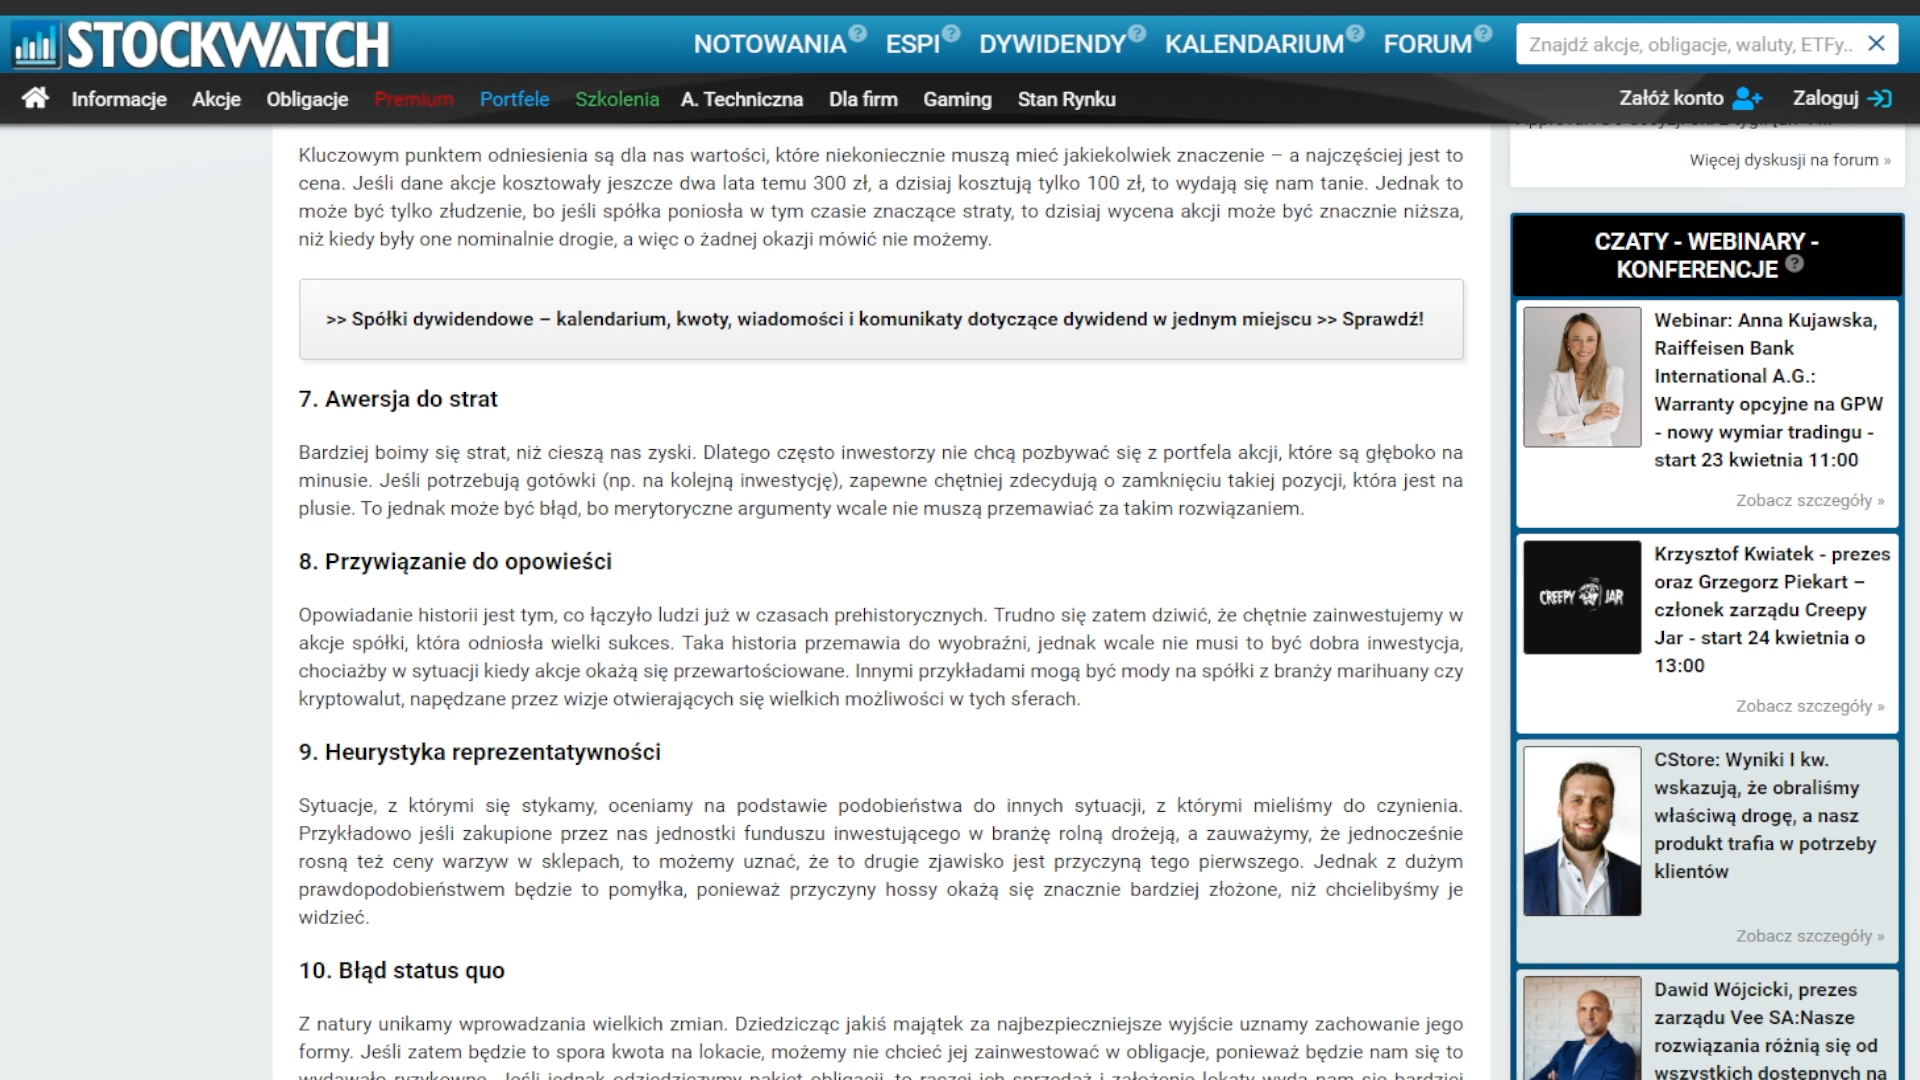 STOCKWATCH
NOTOWANIA ? ESPI ? DYWIDENDY ? KALENDARIUM ? FORUM ?
Znajdź akcje, obligacje, waluty, ETFy..
Informacje Akcje Obligacje Premium Portfele Szkolenia A. Techniczna Dla firm Gaming Stan Rynku
Załóż konto Zaloguj
Kluczowym punktem odniesienia są dla nas wartości, które niekoniecznie muszą mieć jakiekolwiek znaczenie – a najczęściej jest to
cena. Jeśli dane akcje kosztowały jeszcze dwa lata temu 300 zł, a dzisiaj kosztują tylko 100 zł, to wydają się nam tanie. Jednak to
może być tylko złudzenie, bo jeśli spółka poniosła w tym czasie znaczące straty, to dzisiaj wycena akcji może być znacznie niższa,
niż kiedy były one nominalnie drogie, a więc o żadnej okazji mówić nie możemy.
>> Spółki dywidendowe – kalendarium, kwoty, wiadomości i komunikaty dotyczące dywidend w jednym miejscu >> Sprawdź!
7. Awersja do strat
Bardziej boimy się strat, niż cieszą nas zyski. Dlatego często inwestorzy nie chcą pozbywać się z portfela akcji, które są głęboko na
minusie. Jeśli potrzebują gotówki (np. na kolejną inwestycję), zapewne chętniej zdecydują o zamknięciu takiej pozycji, która jest na
plusie. To jednak może być błąd, bo merytoryczne argumenty wcale nie muszą przemawiać za takim rozwiązaniem.
8. Przywiązanie do opowieści
Opowiadanie historii jest tym, co łączyło ludzi już w czasach prehistorycznych. Trudno się zatem dziwić, że chętnie zainwestujemy w
akcje spółki, która odniosła wielki sukces. Taka historia przemawia do wyobraźni, jednak wcale nie musi to być dobra inwestycja,
chociażby w sytuacji kiedy akcje okażą się przewartościowane. Innymi przykładami mogą być mody na spółki z branży marihuany czy
kryptowalut, napędzane przez wizje otwierających się wielkich możliwości w tych sferach.
9. Heurystyka reprezentatywności
Sytuacje, z którymi się stykamy, oceniamy na podstawie podobieństwa do innych sytuacji, z którymi mieliśmy do czynienia.
Przykładowo jeśli zakupione przez nas jednostki funduszu inwestującego w branżę rolną drożeją, a zauważymy, że jednocześnie
rosną też ceny warzyw w sklepach, to możemy uznać, że to drugie zjawisko jest przyczyną tego pierwszego. Jednak z dużym
prawdopodobieństwem będzie to pomyłka, ponieważ przyczyny hossy okażą się znacznie bardziej złożone, niż chcielibyśmy je
widzieć.
10. Błąd status quo
Z natury unikamy wprowadzania wielkich zmian. Dziedzicząc jakiś majątek za najbezpieczniejsze wyjście uznamy zachowanie jego
formy. Jeśli zatem będzie to spora kwota na lokacie, możemy nie chcieć jej zainwestować w obligacje, ponieważ będzie nam się to
wydawało ryzykowne. Jeśli jednak odziedziczymy pakiet obligacji, to raczej ich sprzedaż i założenie lokaty wyda nam się bardziej
Więcej dyskusji na forum »
CZATY - WEBINARY -
KONFERENCJE ?
Webinar: Anna Kujawska,
Raiffeisen Bank
International A.G.:
Warranty opcyjne na GPW
- nowy wymiar tradingu -
start 23 kwietnia 11:00
Zobacz szczegóły »
CREEPY JAR
Krzysztof Kwiatek - prezes
oraz Grzegorz Piekart –
członek zarządu Creepy
Jar - start 24 kwietnia o
13:00
Zobacz szczegóły »
CStore: Wyniki I kw.
wskazują, że obraliśmy
właściwą drogę, a nasz
produkt trafia w potrzeby
klientów
Zobacz szczegóły »
Dawid Wójcicki, prezes
zarządu Vee SA:Nasze
rozwiązania różnią się od
wszystkich dostępnych na